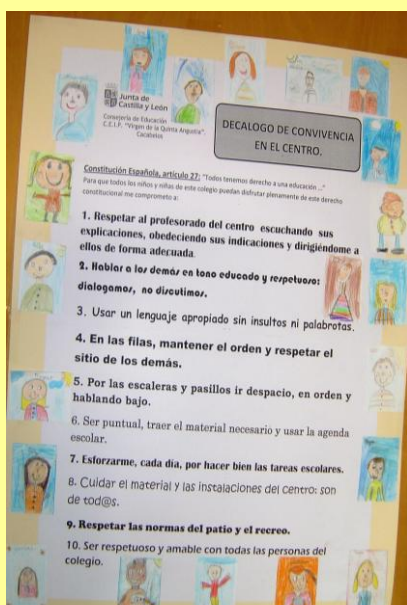 Junta de
Castilla y León
Consejería de Educación
C.E.I.P. "Virgen de la Quinta Angustia".
Cacabelos
DECALOGO DE CONVIVENCIA
EN EL CENTRO.
Constitución Española, artículo 27: "Todos tenemos derecho a una educación ..."
Para que todos los niños y niñas de este colegio puedan disfrutar plenamente de este derecho
constitucional me comprometo a:
1. Respetar al profesorado del centro escuchando sus
explicaciones, obedeciendo sus indicaciones y dirigiéndome a
ellos de forma adecuada.
2. Hablar a los demás en tono educado y respetuoso:
dialogamos, no discutimos.
3. Usar un lenguaje apropiado sin insultos ni palabrotas.
4. En las filas, mantener el orden y respetar el
sitio de los demás.
5. Por las escaleras y pasillos ir despacio, en orden y
hablando bajo.
6. Ser puntual, traer el material necesario y usar la agenda
escolar.
7. Esforzarme, cada día, por hacer bien las tareas escolares.
8. Cuidar el material y las instalaciones del centro: son
de tod@s.
9. Respetar las normas del patio y el recreo.
10. Ser respetuoso y amable con todas las personas del
colegio.